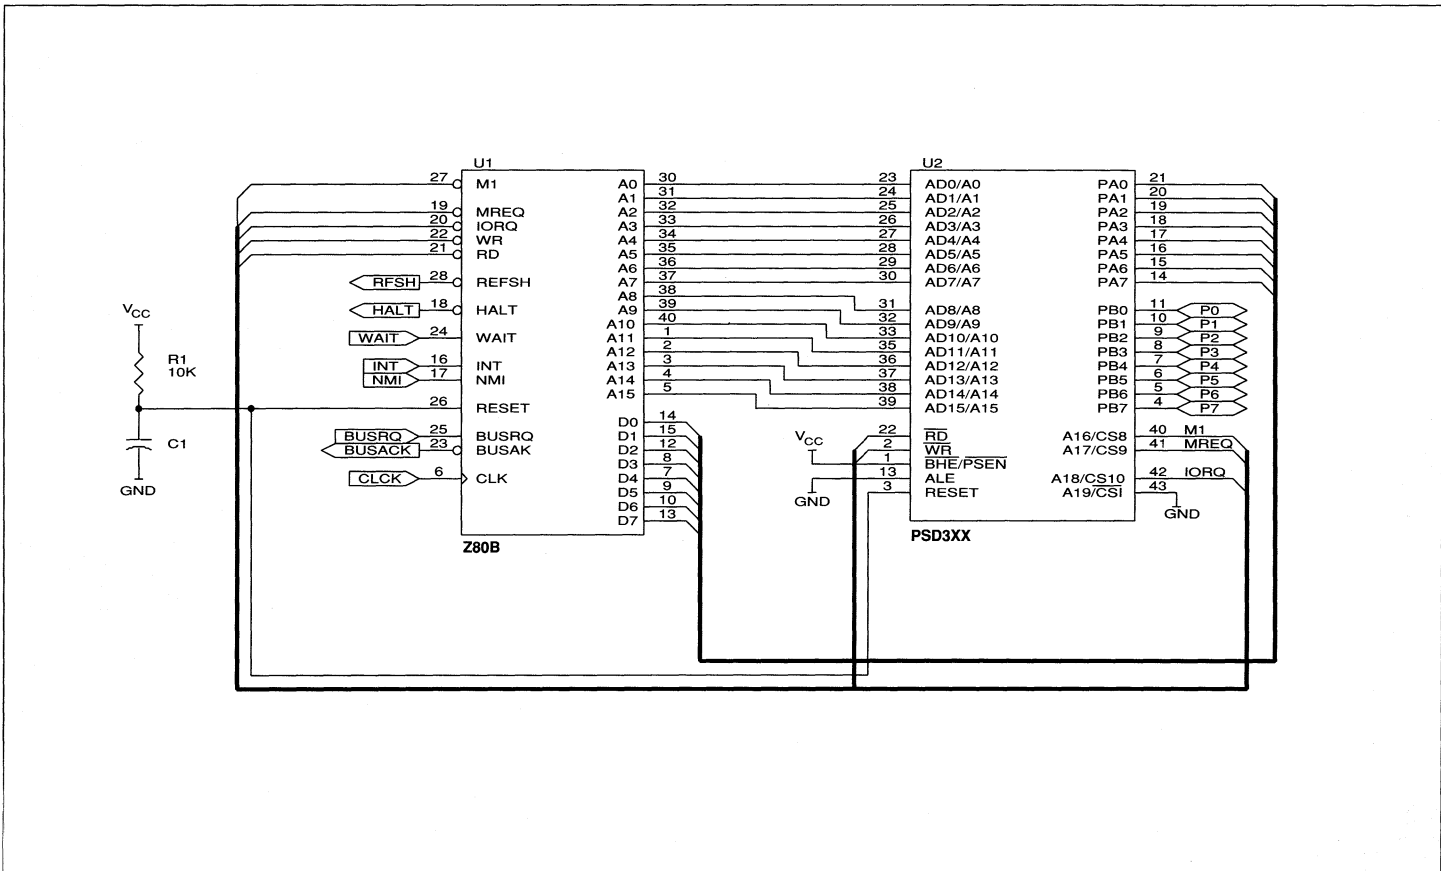 U1
27 M1
19 MREQ
20 IORQ
22 WR
21 RD
RFSH 28 REFSH
HALT 18 HALT
WAIT 24 WAIT
INT 16 INT
NMI 17 NMI
26 RESET
BUSRQ 25 BUSRQ
BUSACK 23 BUSAK
CLCK 6 CLK
A0 30
A1 31
A2 32
A3 33
A4 34
A5 35
A6 36
A7 37
A8 38
A9 39
A10 40
A11 1
A12 2
A13 3
A14 4
A15 5
D0 14
D1 15
D2 12
D3 8
D4 7
D5 9
D6 10
D7 13
Z80B
VCC
R1
10K
C1
GND
U2
23 AD0/A0
24 AD1/A1
25 AD2/A2
26 AD3/A3
27 AD4/A4
28 AD5/A5
29 AD6/A6
30 AD7/A7
31 AD8/A8
32 AD9/A9
33 AD10/A10
35 AD11/A11
36 AD12/A12
37 AD13/A13
38 AD14/A14
39 AD15/A15
22 RD
2 WR
VCC 1 BHE/PSEN
13 ALE
GND
3 RESET
PA0 21
PA1 20
PA2 19
PA3 18
PA4 17
PA5 16
PA6 15
PA7 14
PB0 11 P0
PB1 10 P1
PB2 9 P2
PB3 8 P3
PB4 7 P4
PB5 6 P5
PB6 5 P6
PB7 4 P7
A16/CS8 40 M1
A17/CS9 41 MREQ
A18/CS10 42 IORQ
A19/CSI 43
GND
PSD3XX